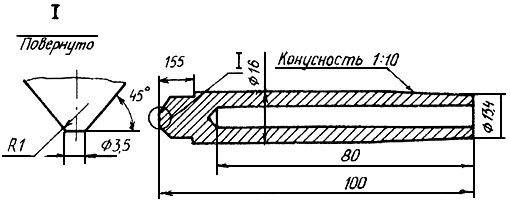 I
Повернуто
45°
R1
Ф3,5
155
I
Ф16
Конусность 1:10
Ф13,4
80
100